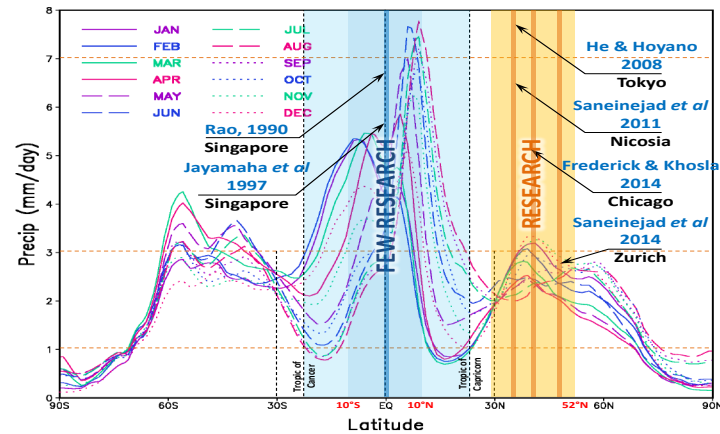 8
7
6
5
4
3
2
1
0
Precip (mm/day)
JAN
FEB
MAR
APR
MAY
JUN
JUL
AUG
SEP
OCT
NOV
DEC
Rao, 1990
Singapore
Jayamaha et al
1997
Singapore
FEW RESEARCH
RESEARCH
He & Hoyano
2008
Tokyo
Saneinejad et al
2011
Nicosia
Frederick & Khosla
2014
Chicago
Saneinejad et al
2014
Zurich
Tropic of
Cancer
Tropic of
Capricorn
90S
60S
30S
10°S
EQ
10°N
30N
52°N
60N
90N
Latitude